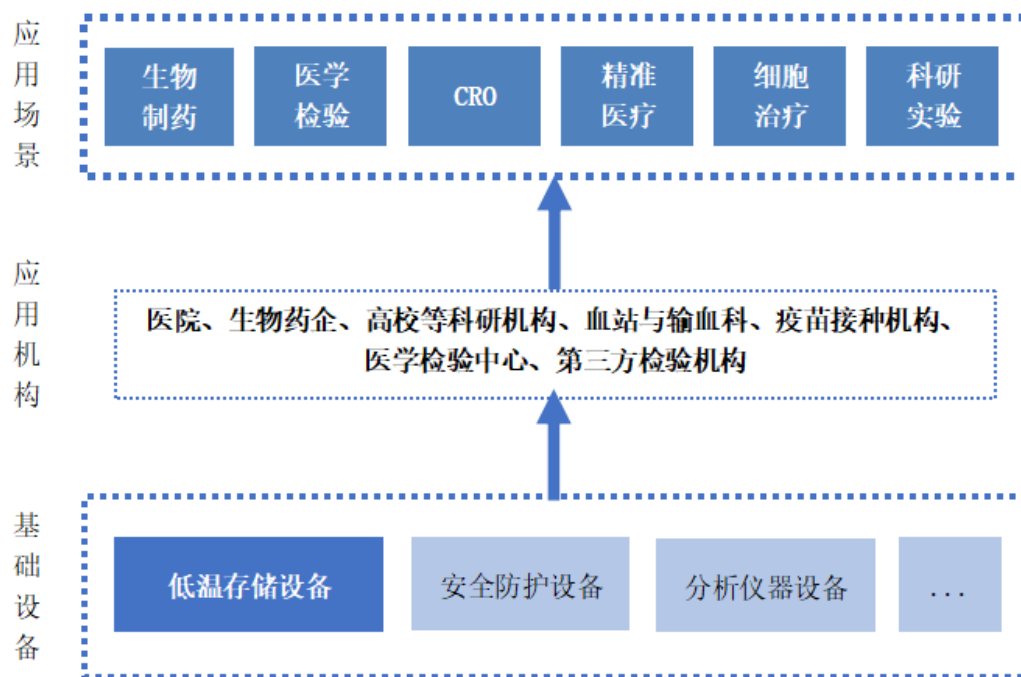 应用场景
生物
制药
医学
检验
CRO
精准
医疗
细胞
治疗
科研
实验
应用机构
医院、生物药企、高校等科研机构、血站与输血科、疫苗接种机构、
医学检验中心、第三方检验机构
基础设备
低温存储设备
安全防护设备
分析仪器设备
...